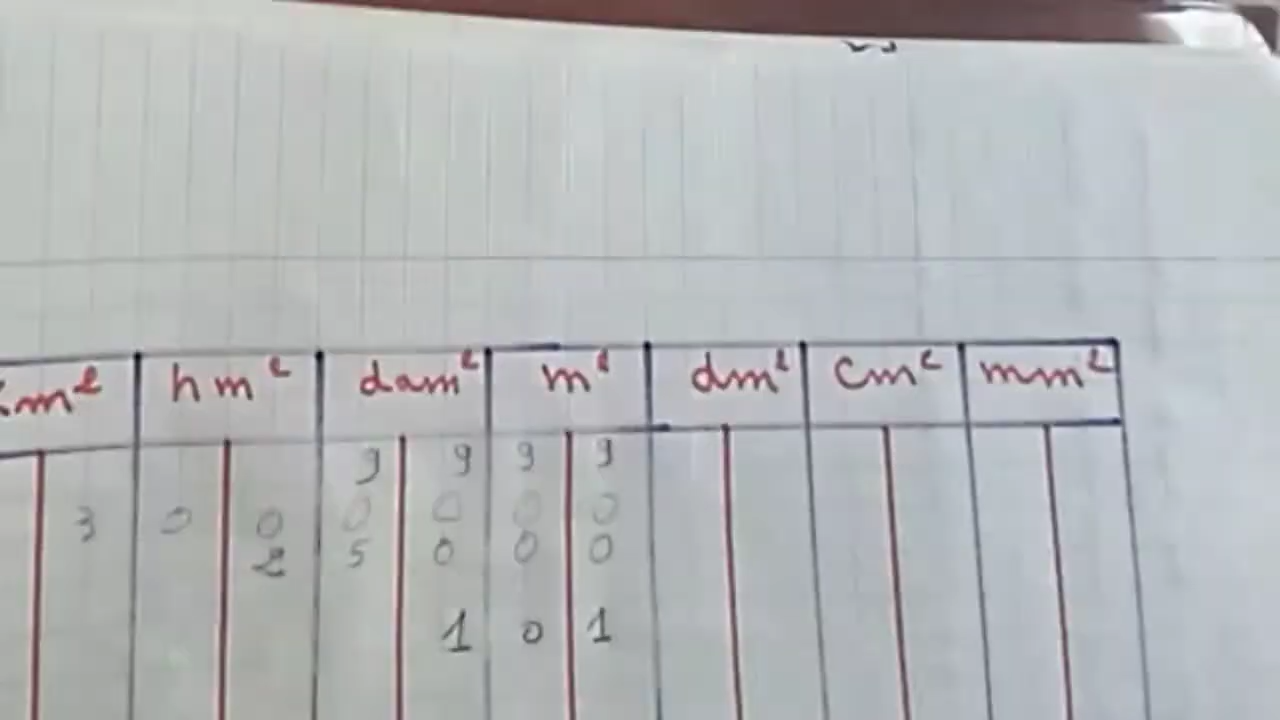 m² hm² dam² m² dm² cm² mm²
9 9 9 9
3 0 0 0 0 0 0
2 5 0 0 0
1 0 1